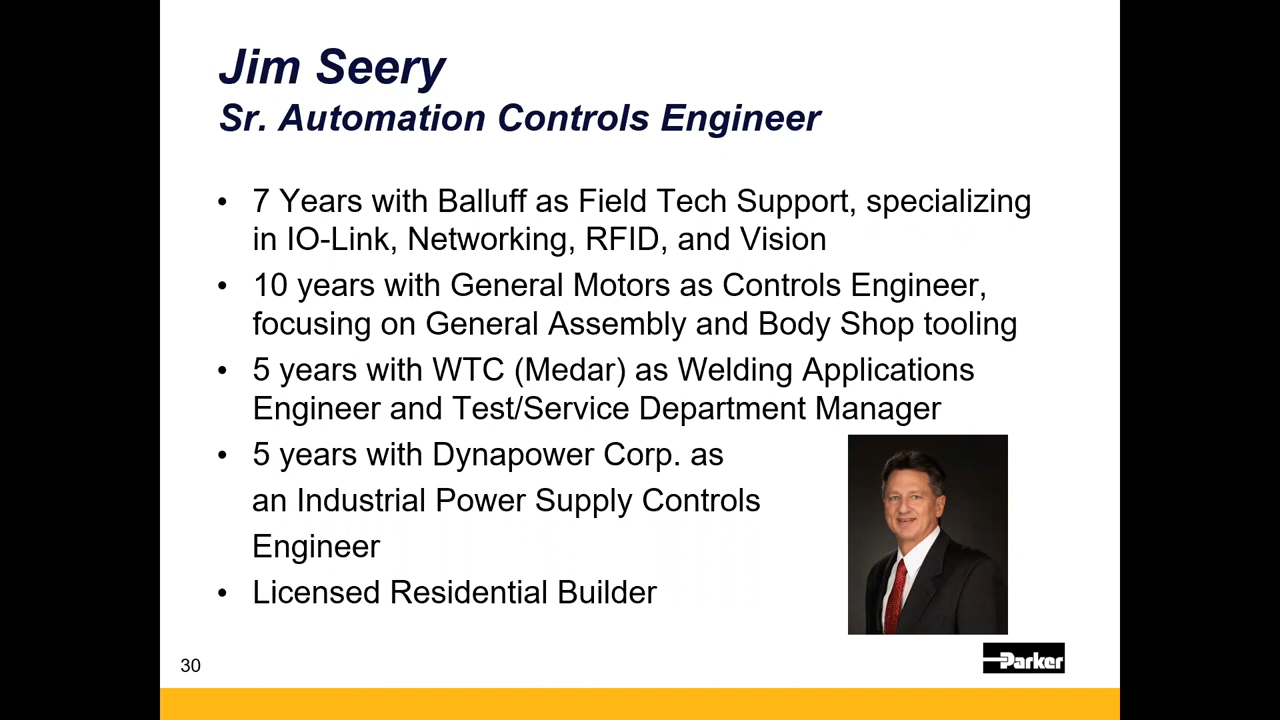 Jim Seery
Sr. Automation Controls Engineer
• 7 Years with Balluff as Field Tech Support, specializing
in IO-Link, Networking, RFID, and Vision
• 10 years with General Motors as Controls Engineer,
focusing on General Assembly and Body Shop tooling
• 5 years with WTC (Medar) as Welding Applications
Engineer and Test/Service Department Manager
• 5 years with Dynapower Corp. as
an Industrial Power Supply Controls
Engineer
• Licensed Residential Builder
30
Parker